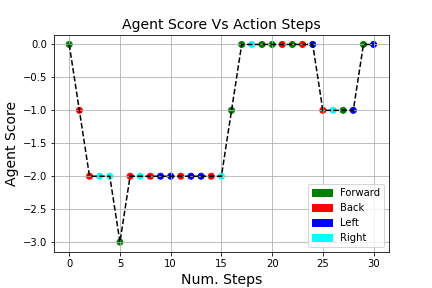 Agent Score Vs Action Steps
Agent Score
0.0
−0.5
−1.0
−1.5
−2.0
−2.5
−3.0
Forward
Back
Left
Right
0 5 10 15 20 25 30
Num. Steps